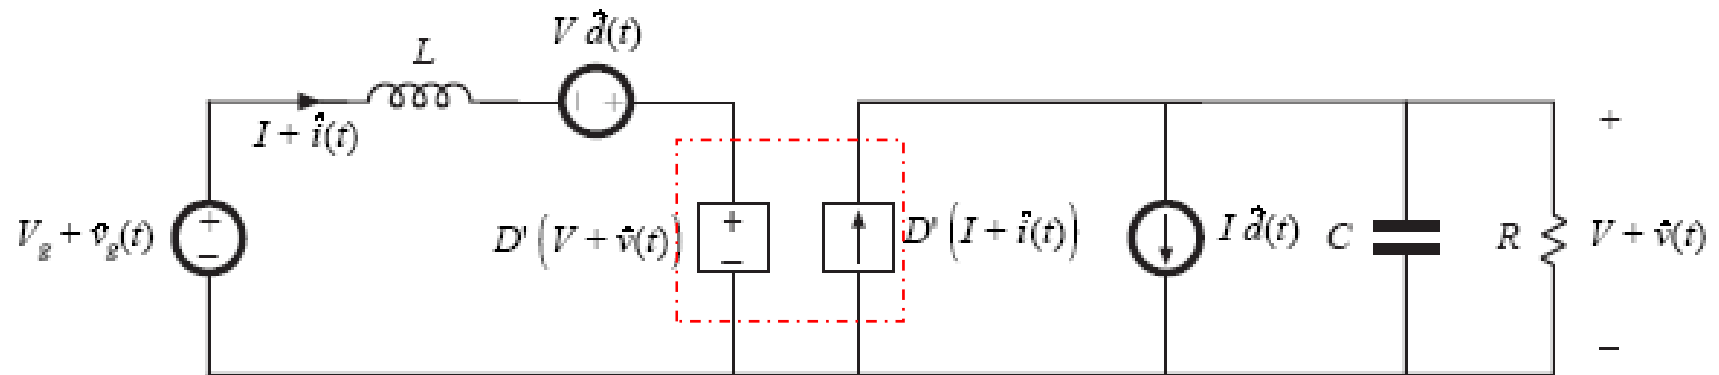 V d̂(t)
L
I + î(t)
V_g + v̂_g(t)
+
−
D' (V + v̂(t))
+
−
D' (I + î(t))
I d̂(t)
C
R
+
V + v̂(t)
−